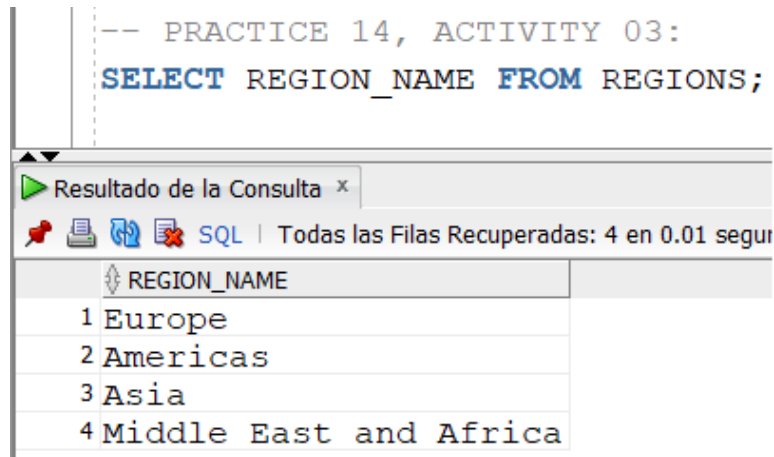 -- PRACTICE 14, ACTIVITY 03:
SELECT REGION_NAME FROM REGIONS;
Resultado de la Consulta x
SQL | Todas las Filas Recuperadas: 4 en 0.01 segur
REGION_NAME
1 Europe
2 Americas
3 Asia
4 Middle East and Africa